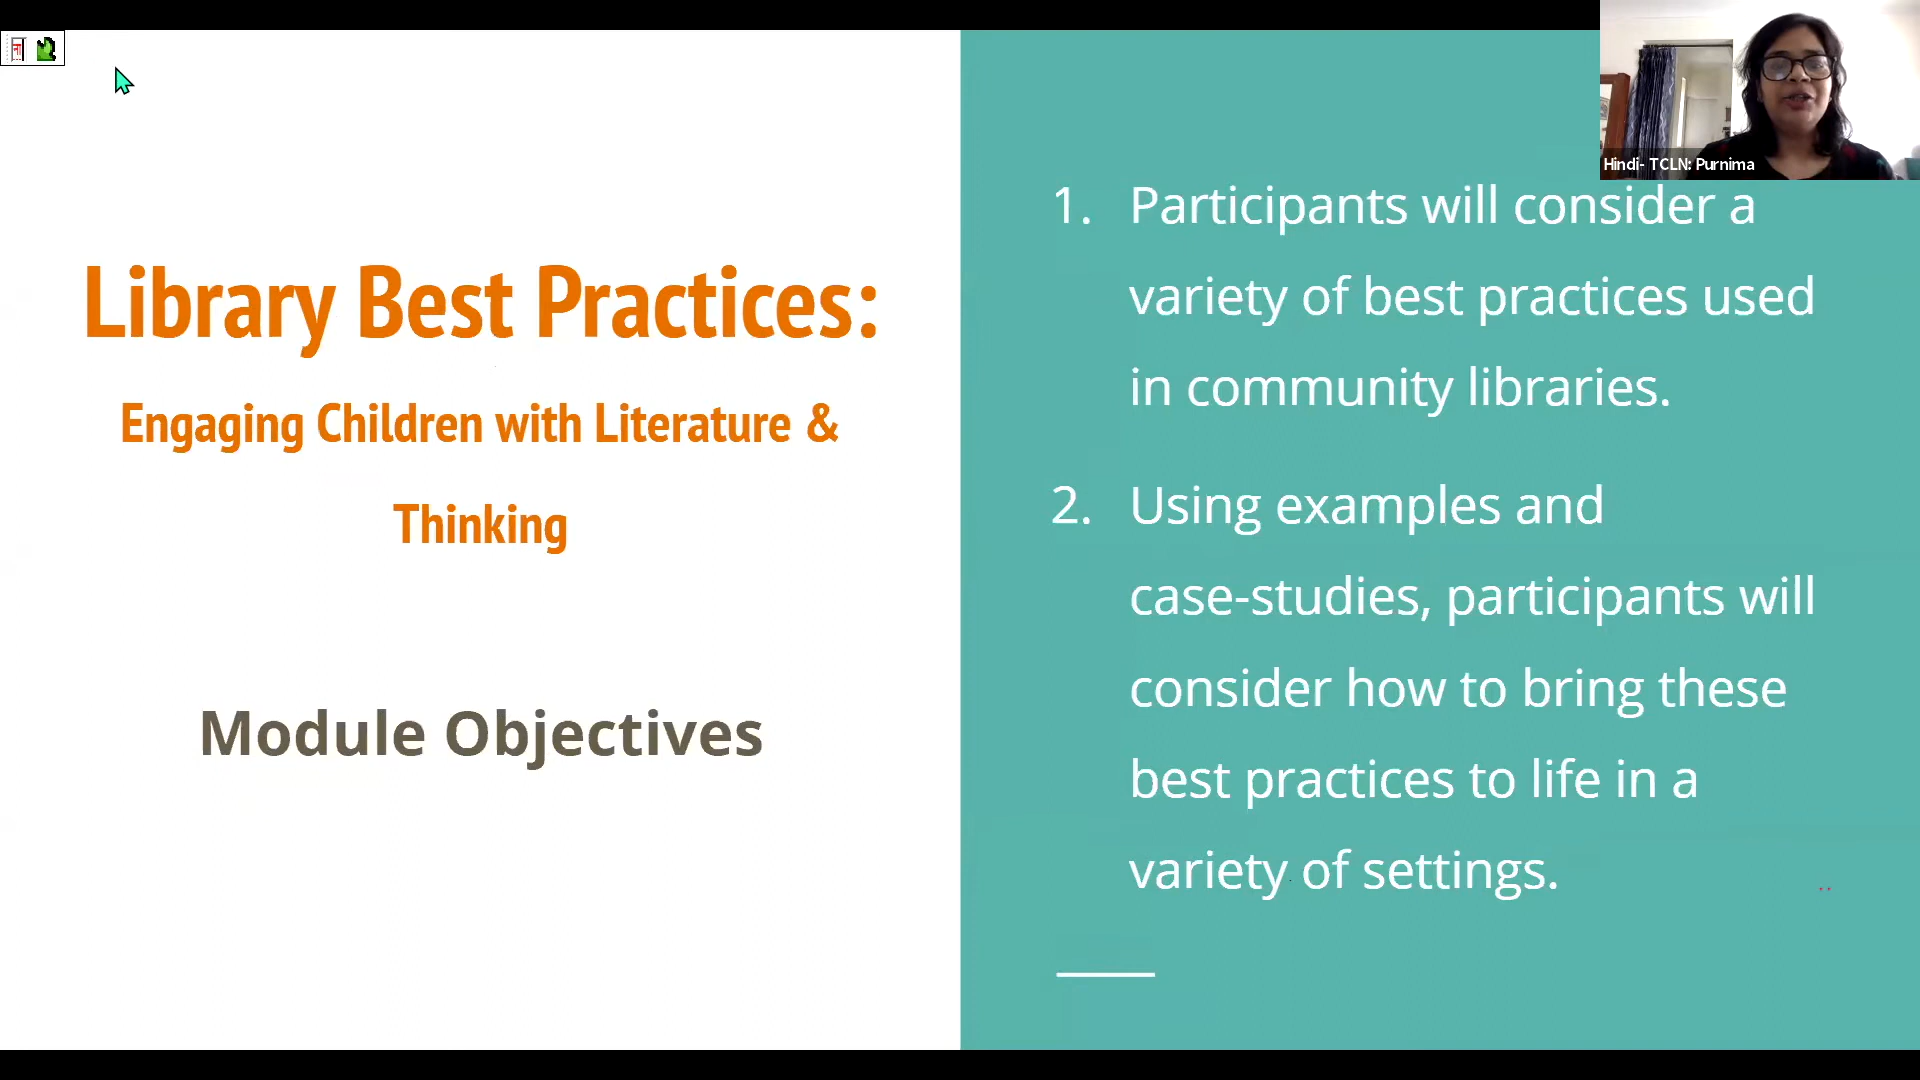 Library Best Practices:
Engaging Children with Literature &
Thinking
Module Objectives
Hindi- TCLN: Purnima
1. Participants will consider a
variety of best practices used
in community libraries.
2. Using examples and
case-studies, participants will
consider how to bring these
best practices to life in a
variety of settings.